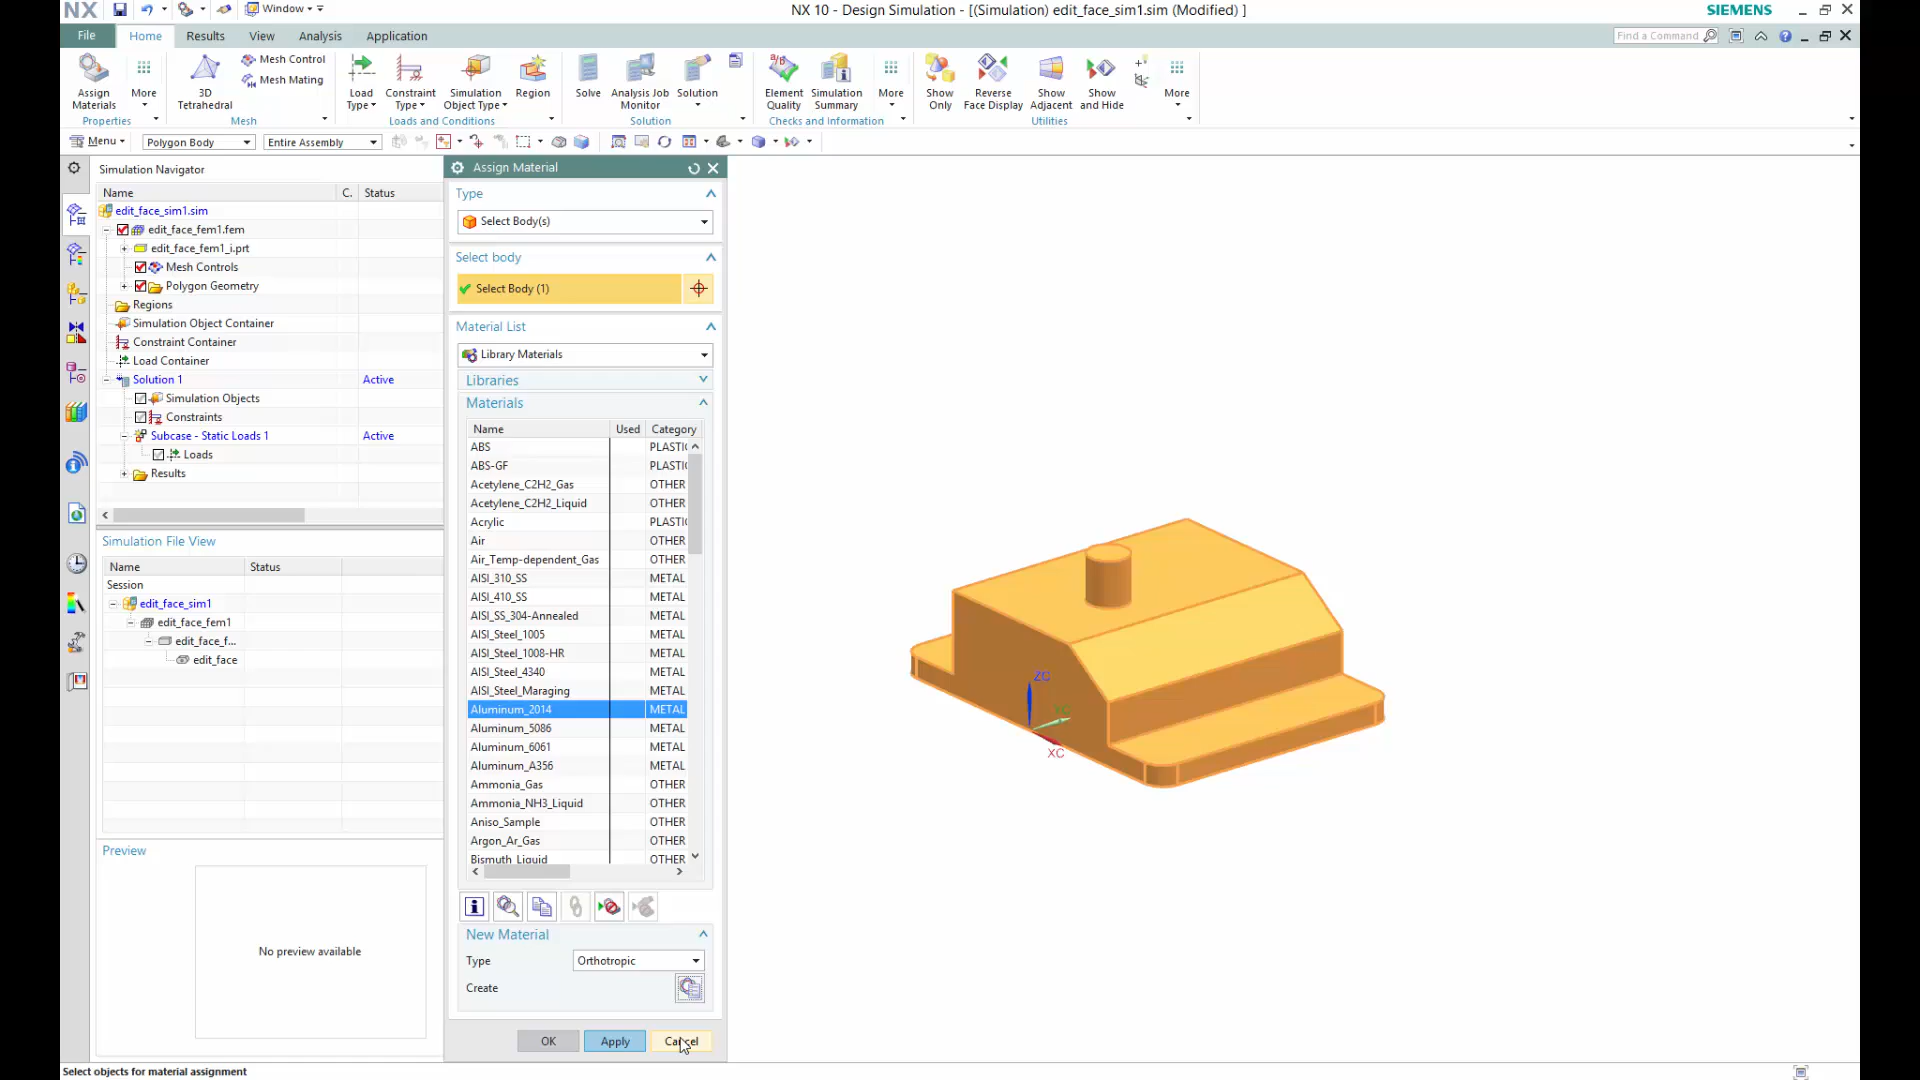 NX Window NX 10 - Design Simulation - [(Simulation) edit_face_sim1.sim (Modified) ] SIEMENS
File Home Results View Analysis Application Find a Command
Assign Materials
More
3D Tetrahedral
Mesh Control
Mesh Mating
Load Type
Constraint Type
Simulation Object Type
Region
Solve
Analysis Job Monitor
Solution
Element Quality
Simulation Summary
More
Show Only
Reverse Face Display
Show Adjacent
Show and Hide
More
Properties Mesh Loads and Conditions Solution Checks and Information Utilities
Menu Polygon Body Entire Assembly
Simulation Navigator
Name C. Status
edit_face_sim1.sim
edit_face_fem1.fem
edit_face_fem1_i.prt
Mesh Controls
Polygon Geometry
Regions
Simulation Object Container
Constraint Container
Load Container
Solution 1 Active
Simulation Objects
Constraints
Subcase - Static Loads 1 Active
Loads
Results
Simulation File View
Name Status
Session
edit_face_sim1
edit_face_fem1
edit_face_f...
edit_face
Preview
No preview available
Assign Material
Type
Select Body(s)
Select body
Select Body (1)
Material List
Library Materials
Libraries
Materials
Name Used Category
ABS PLASTIC
ABS-GF PLASTIC
Acetylene_C2H2_Gas OTHER
Acetylene_C2H2_Liquid OTHER
Acrylic PLASTIC
Air OTHER
Air_Temp-dependent_Gas OTHER
AISI_310_SS METAL
AISI_410_SS METAL
AISI_SS_304-Annealed METAL
AISI_Steel_1005 METAL
AISI_Steel_1008-HR METAL
AISI_Steel_4340 METAL
AISI_Steel_Maraging METAL
Aluminum_2014 METAL
Aluminum_5086 METAL
Aluminum_6061 METAL
Aluminum_A356 METAL
Ammonia_Gas OTHER
Ammonia_NH3_Liquid OTHER
Aniso_Sample OTHER
Argon_Ar_Gas OTHER
Bismuth_Liquid OTHER
New Material
Type Orthotropic
Create
OK Apply Cancel
ZC
YC
XC
Select objects for material assignment